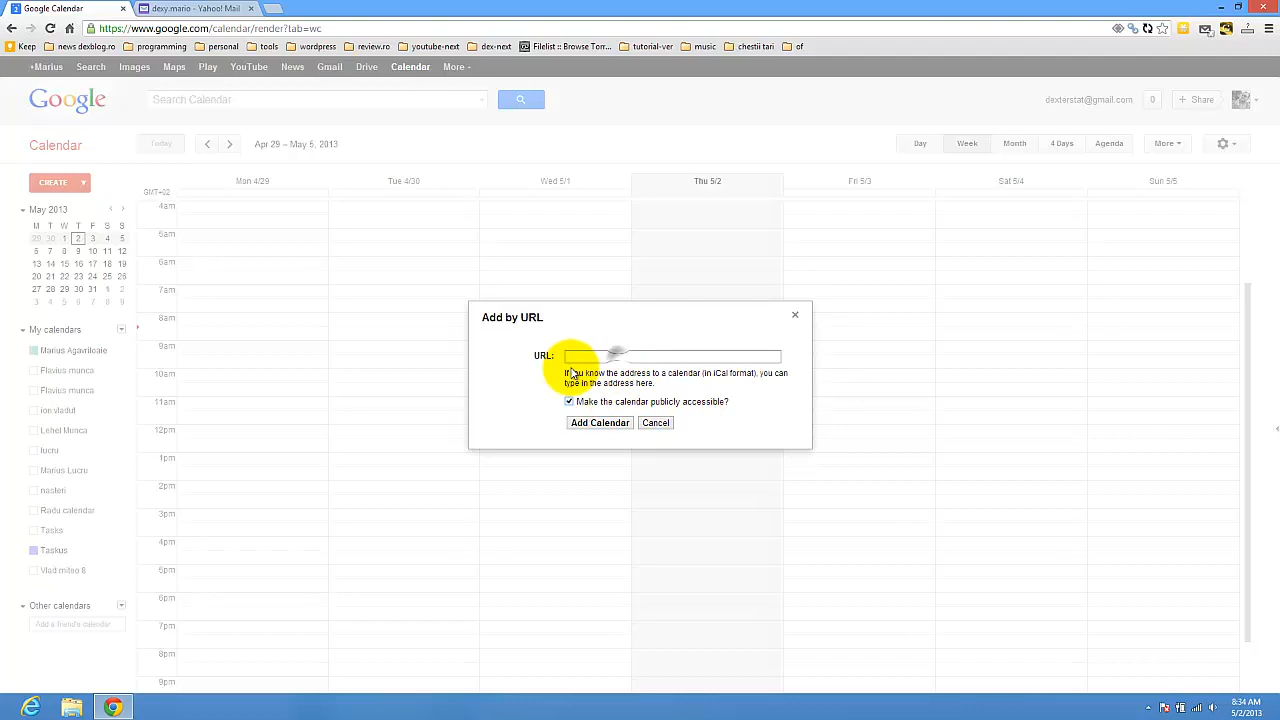 Google Calendar
dexy.mario - Yahoo! Mail
https://www.google.com/calendar/render?tab=wc
Keep
news dexblog.ro
programming
personal
tools
wordpress
review.ro
youtube-next
dex-next
Filelist :: Browse Torr...
tutorial-ver
music
chestii tari
of
+Marius Search Images Maps Play YouTube News Gmail Drive Calendar More
Google
Search Calendar
dexterstat@gmail.com
0
+ Share
Calendar
Today
Apr 29 – May 5, 2013
Day Week Month 4 Days Agenda
More
CREATE
GMT+02
Mon 4/29
Tue 4/30
Wed 5/1
Thu 5/2
Fri 5/3
Sat 5/4
Sun 5/5
May 2013
M T W T F S S
29 30 1 2 3 4 5
6 7 8 9 10 11 12
13 14 15 16 17 18 19
20 21 22 23 24 25 26
27 28 29 30 31 1 2
3 4 5 6 7 8 9
My calendars
Marius Agavriloaie
Flavius munca
Flavius munca
ion vladut
Lehel Munca
lucru
Marius Lucru
nasteri
Radu calendar
Tasks
Taskus
Vlad miteo 8
Other calendars
Add a friend's calendar
4am
5am
6am
7am
8am
9am
10am
11am
12pm
1pm
2pm
3pm
4pm
5pm
6pm
7pm
8pm
9pm
Add by URL
URL:
If you know the address to a calendar (in iCal format), you can
type in the address here.
Make the calendar publicly accessible?
Add Calendar
Cancel
8:34 AM
5/2/2013